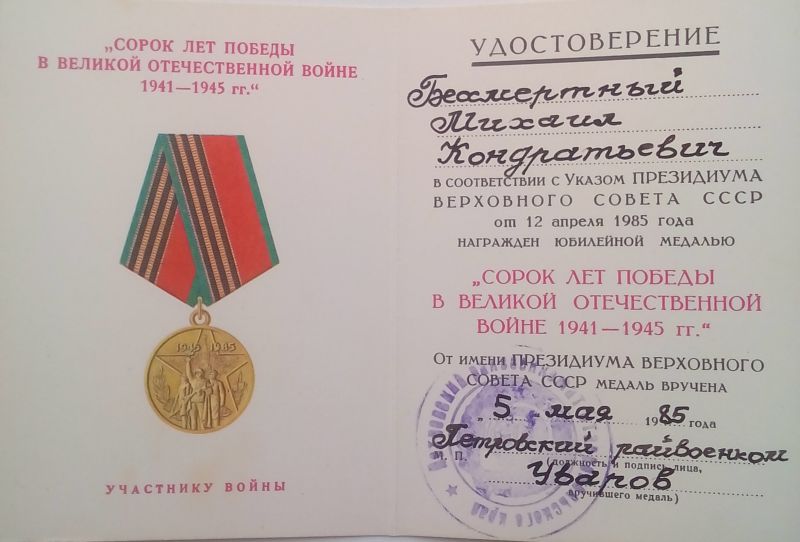 „СОРОК ЛЕТ ПОБЕДЫ
В ВЕЛИКОЙ ОТЕЧЕСТВЕННОЙ ВОЙНЕ
1941—1945 гг.“
1945 1985
УЧАСТНИКУ ВОЙНЫ
УДОСТОВЕРЕНИЕ
Бехмертный
Михаил
Кондратьевич
В СООТВЕТСТВИИ С УКАЗОМ ПРЕЗИДИУМА
ВЕРХОВНОГО СОВЕТА СССР
от 12 апреля 1985 года
НАГРАЖДЕН ЮБИЛЕЙНОЙ МЕДАЛЬЮ
„СОРОК ЛЕТ ПОБЕДЫ
В ВЕЛИКОЙ ОТЕЧЕСТВЕННОЙ
ВОЙНЕ 1941—1945 гг.“
От имени ПРЕЗИДИУМА ВЕРХОВНОГО
СОВЕТА СССР МЕДАЛЬ ВРУЧЕНА
„5„ мая 1985 года
Петровский райвоенком
М. П. (должность и подпись лица,
Уваров
вручившего медаль)
края